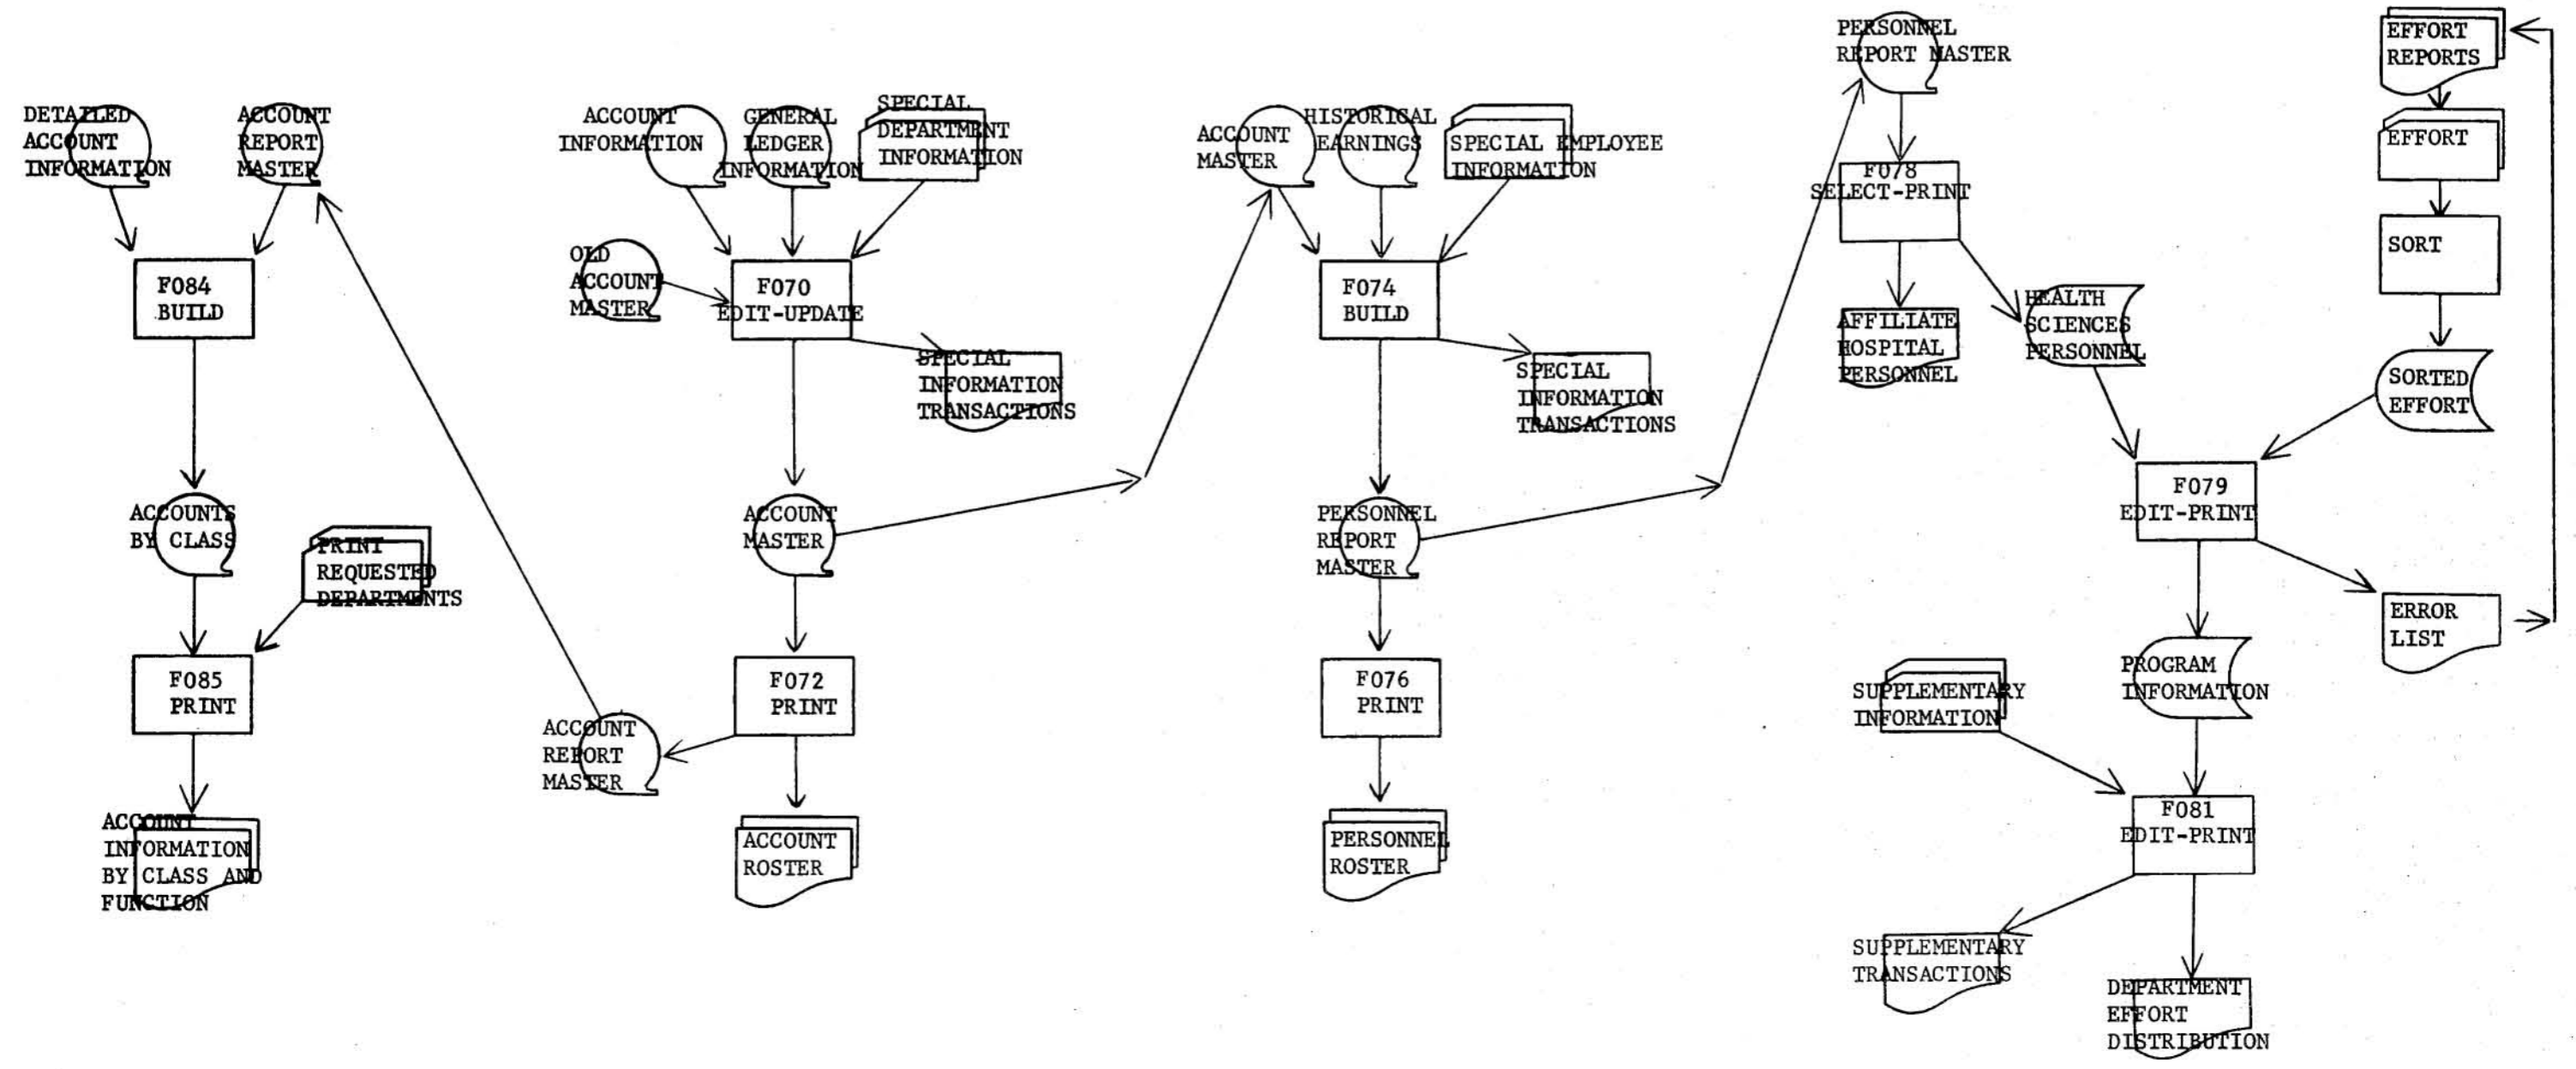 DETAILED
ACCOUNT
INFORMATION
ACCOUNT
REPORT
MASTER
F084
BUILD
ACCOUNTS
BY CLASS
PRINT
REQUESTED
DEPARTMENTS
F085
PRINT
ACCOUNT
INFORMATION
BY CLASS AND
FUNCTION
ACCOUNT
INFORMATION
GENERAL
LEDGER
INFORMATION
SPECIAL
DEPARTMENT
INFORMATION
OLD
ACCOUNT
MASTER
F070
EDIT-UPDATE
SPECIAL
INFORMATION
TRANSACTIONS
ACCOUNT
MASTER
F072
PRINT
ACCOUNT
REPORT
MASTER
ACCOUNT
ROSTER
ACCOUNT
MASTER
HISTORICAL
EARNINGS
SPECIAL EMPLOYEE
INFORMATION
F074
BUILD
SPECIAL
INFORMATION
TRANSACTIONS
PERSONNEL
REPORT
MASTER
F076
PRINT
PERSONNEL
ROSTER
PERSONNEL
REPORT MASTER
F078
SELECT-PRINT
AFFILIATE
HOSPITAL
PERSONNEL
HEALTH
SCIENCES
PERSONNEL
EFFORT
REPORTS
EFFORT
SORT
SORTED
EFFORT
F079
EDIT-PRINT
ERROR
LIST
PROGRAM
INFORMATION
SUPPLEMENTARY
INFORMATION
F081
EDIT-PRINT
SUPPLEMENTARY
TRANSACTIONS
DEPARTMENT
EFFORT
DISTRIBUTION